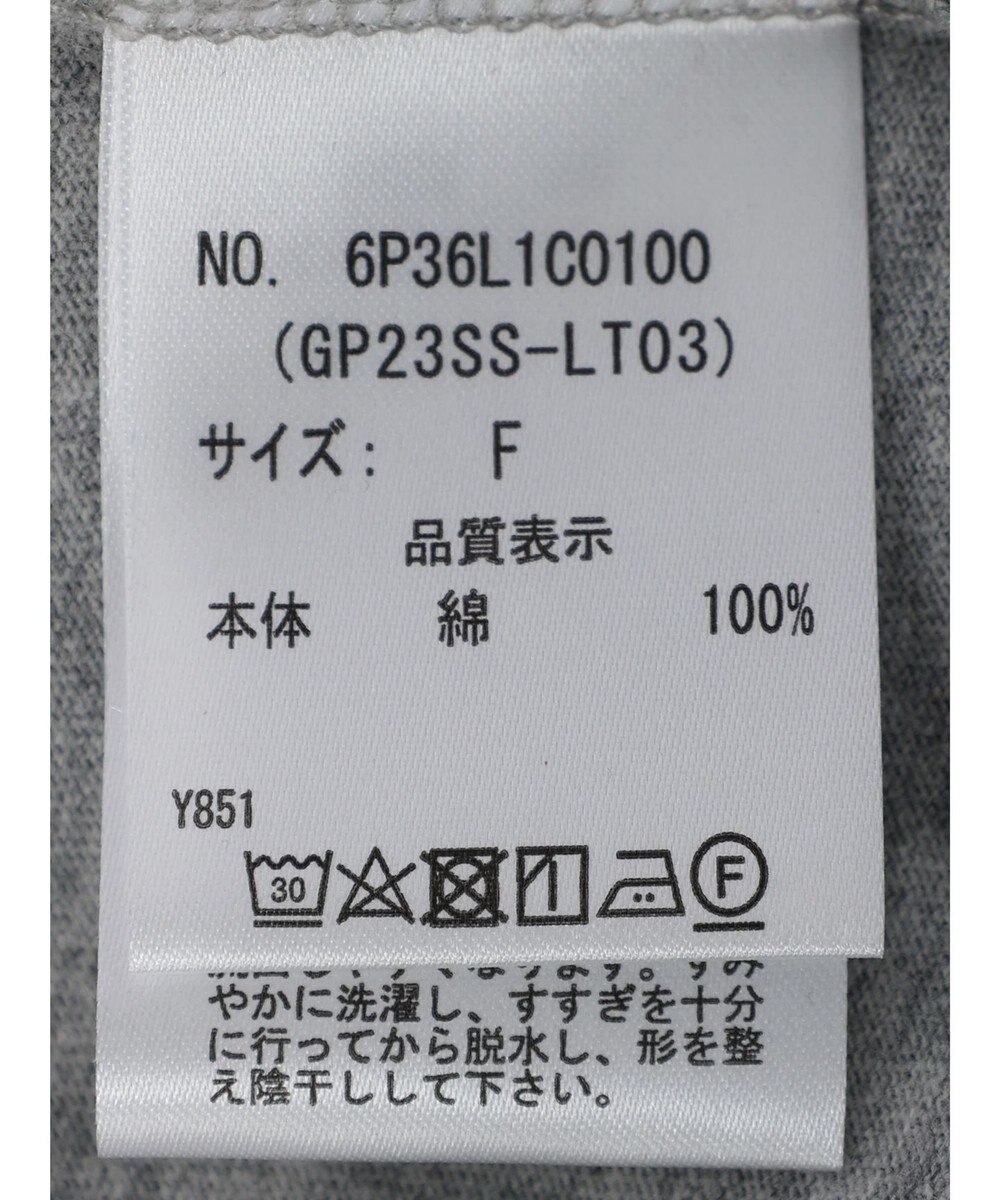 NO. 6P36L1C0100
(GP23SS-LT03)
サイズ: F
品質表示
本体 綿 100%
Y851
30
F
やかに洗濯し、すすぎを十分
に行ってから脱水し、形を整
え陰干しして下さい。